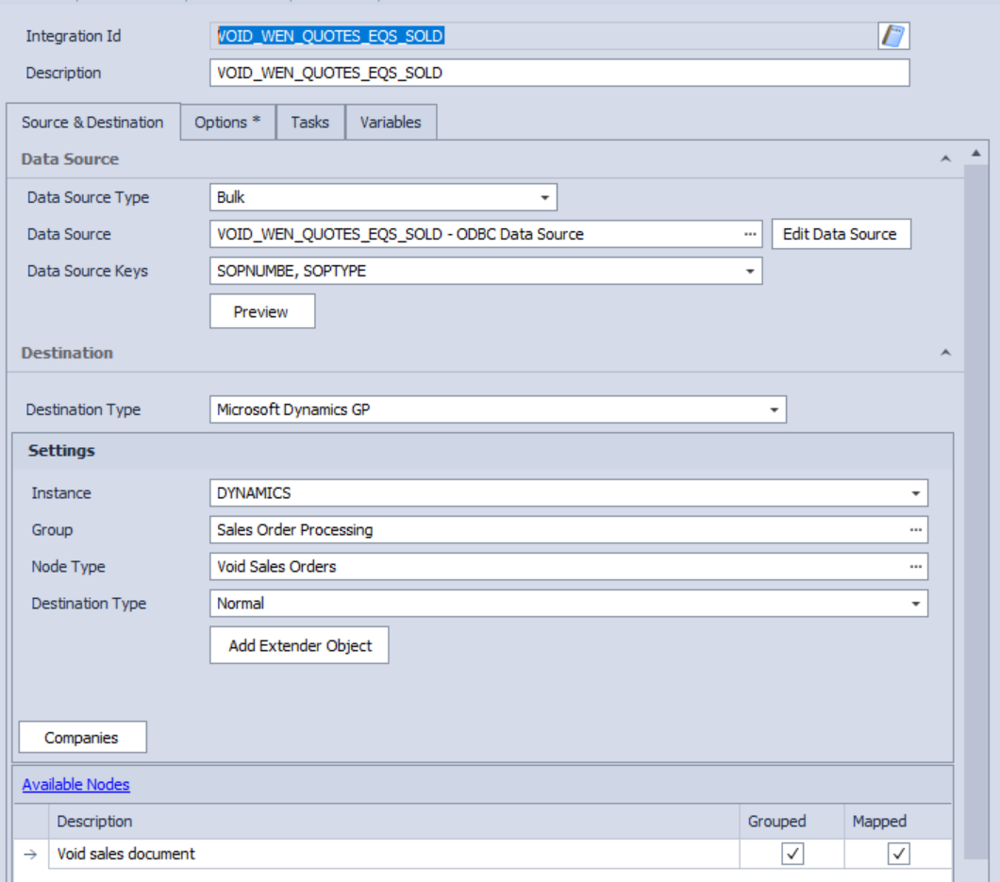 Integration Id VOID_WEN_QUOTES_EQS_SOLD
Description VOID_WEN_QUOTES_EQS_SOLD
Source & Destination Options * Tasks Variables
Data Source
Data Source Type Bulk
Data Source VOID_WEN_QUOTES_EQS_SOLD - ODBC Data Source ... Edit Data Source
Data Source Keys SOPNUMBE, SOPTYPE
Preview
Destination
Destination Type Microsoft Dynamics GP
Settings
Instance DYNAMICS
Group Sales Order Processing ...
Node Type Void Sales Orders ...
Destination Type Normal
Add Extender Object
Companies
Available Nodes
Description Grouped Mapped
Void sales document